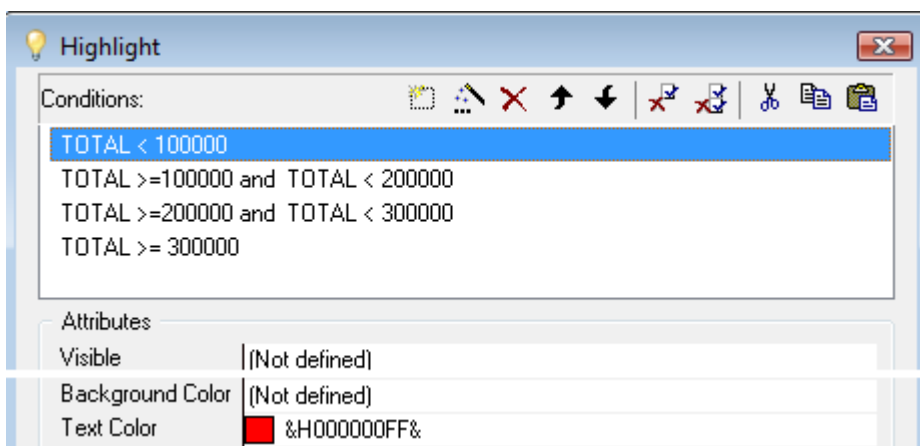 Highlight
Conditions:
TOTAL < 100000
TOTAL >=100000 and TOTAL < 200000
TOTAL >=200000 and TOTAL < 300000
TOTAL >= 300000
Attributes
Visible (Not defined)
Background Color (Not defined)
Text Color &H000000FF&